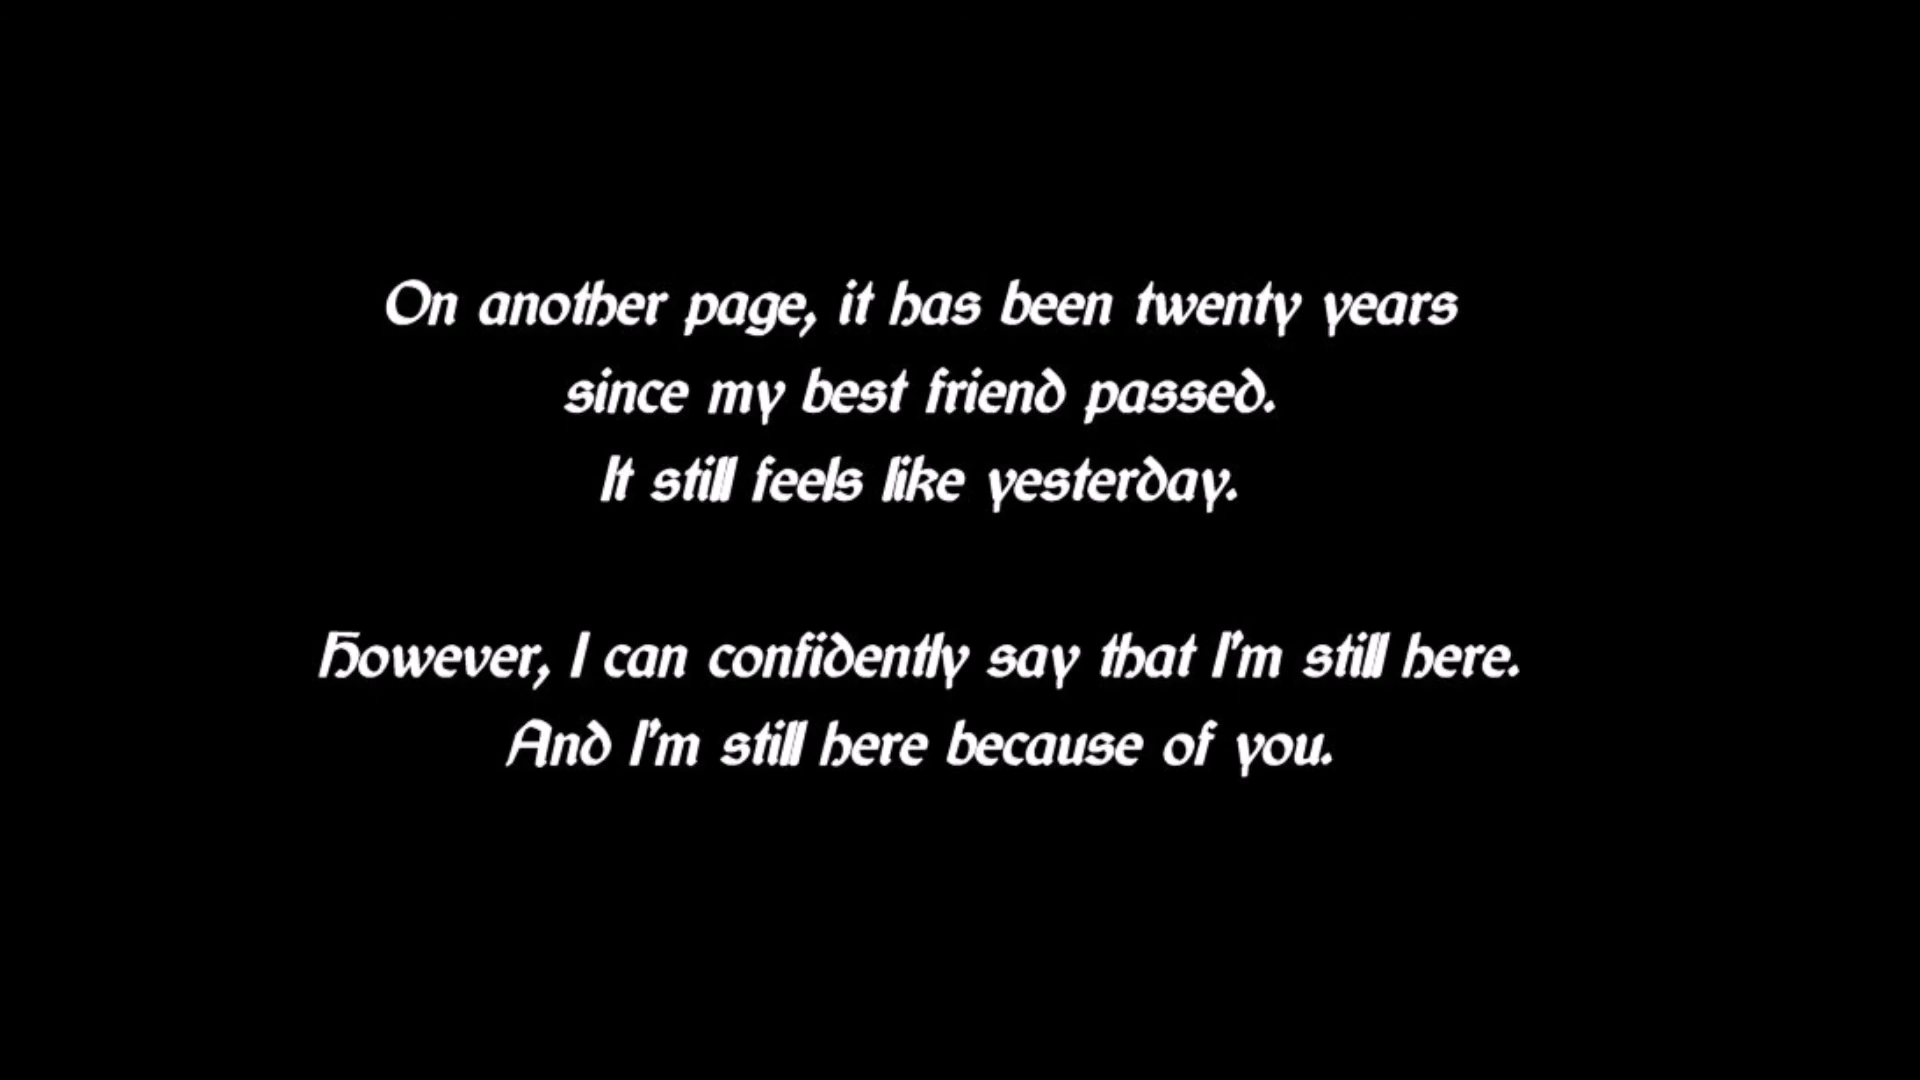 On another page, it has been twenty years
since my best friend passed.
It still feels like yesterday.
However, I can confidently say that I'm still here.
And I'm still here because of you.